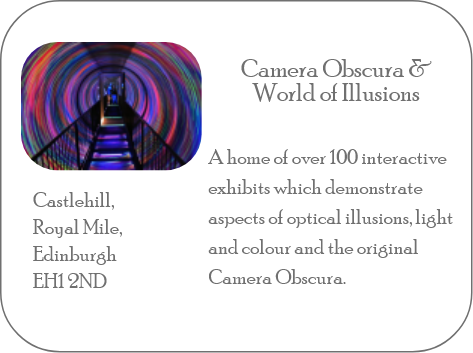 Camera Obscura &
World of Illusions
A home of over 100 interactive
exhibits which demonstrate
aspects of optical illusions, light
and colour and the original
Camera Obscura.
Castlehill,
Royal Mile,
Edinburgh
EH1 2ND